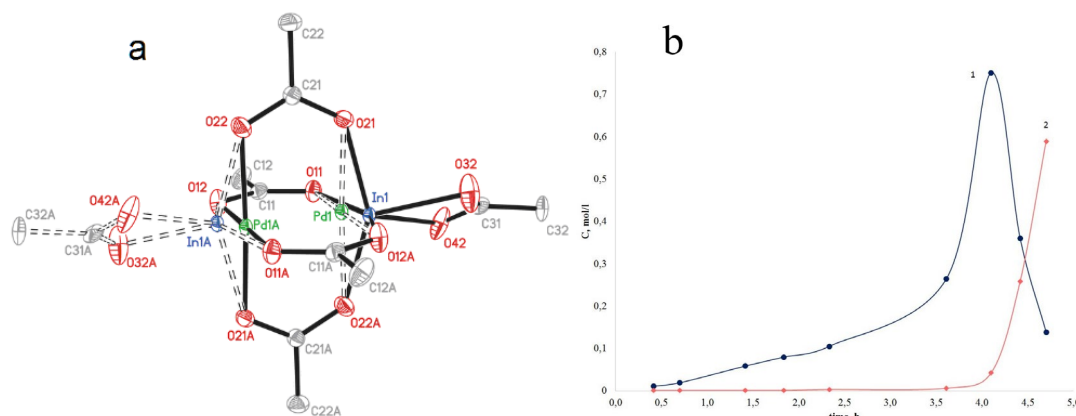 a
C22
C21
O22
O21
C12
O11
O32
O12
C11
In1
O42A
Pd1
C32A
Pd1A
C31
C32
C31A
In1A
O42
O32A
O12A
O11A
C11A
C12A
O21A
O22A
C21A
C22A
b
0,8
0,7
0,6
0,5
0,4
0,3
0,2
0,1
0
C, mol/l
1
2
0,0 0,5 1,0 1,5 2,0 2,5 3,0 3,5 4,0 4,5